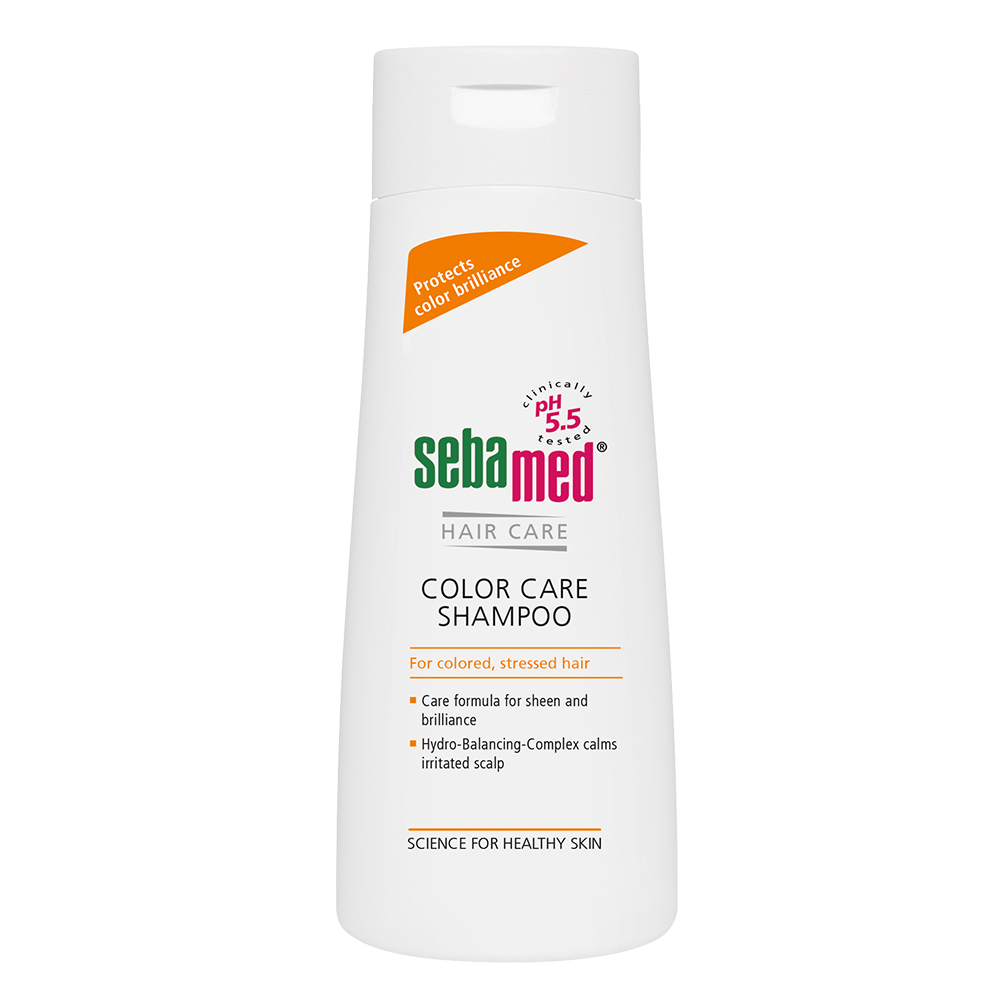 Protects
color brilliance
clinically
pH
5.5
tested
sebamed®
HAIR CARE
COLOR CARE
SHAMPOO
For colored, stressed hair
▪ Care formula for sheen and
brilliance
▪ Hydro-Balancing-Complex calms
irritated scalp
SCIENCE FOR HEALTHY SKIN